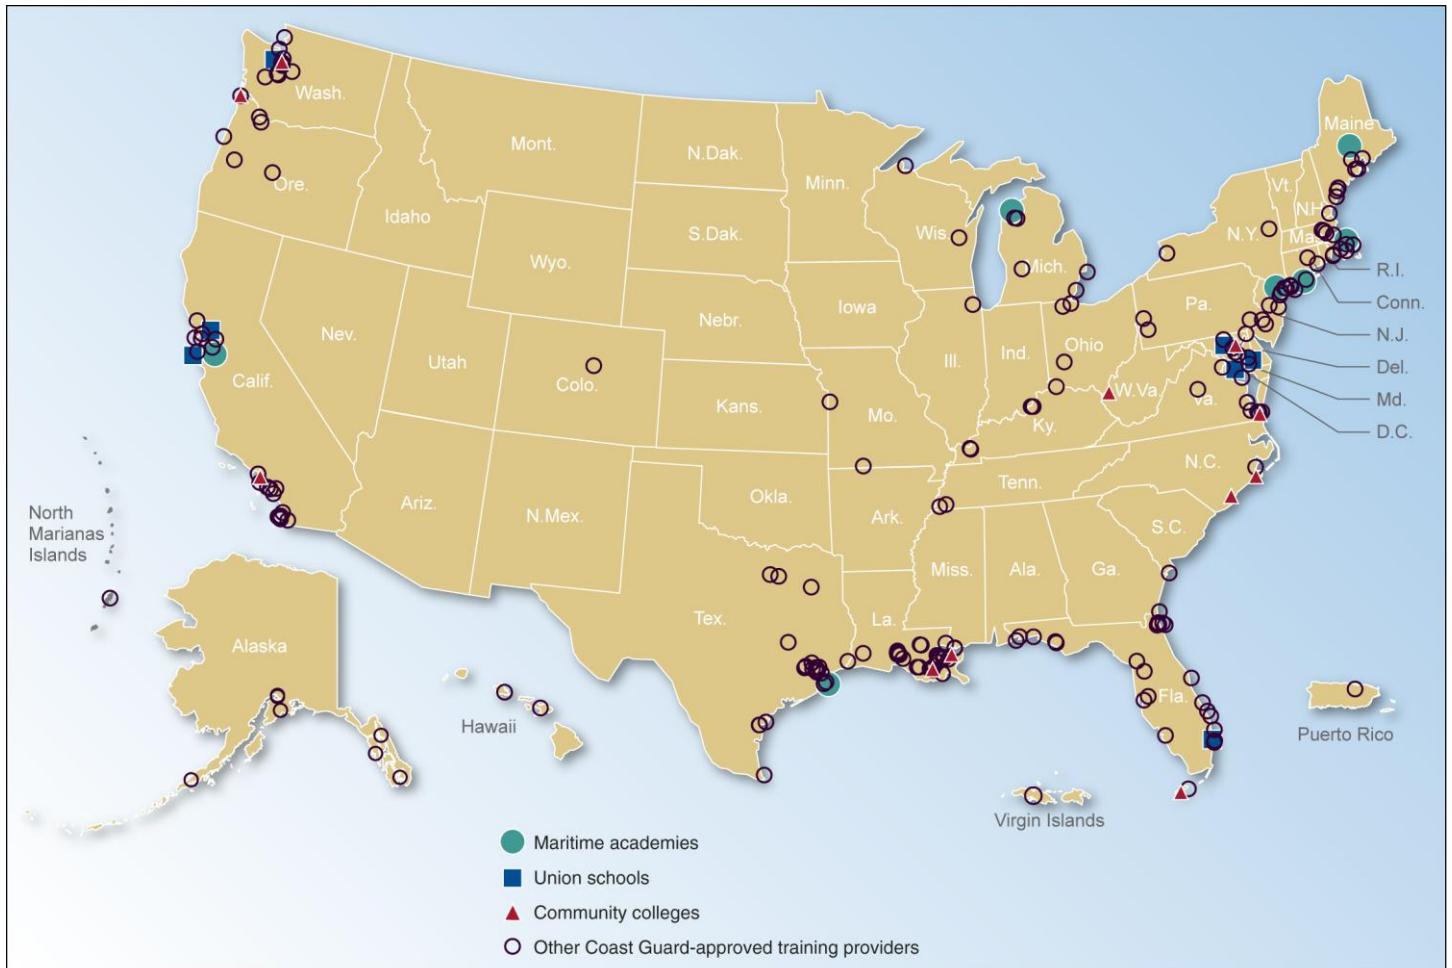 Wash.
Mont.
N.Dak.
Minn.
Maine
Ore.
Idaho
S.Dak.
Wis.
Mich.
Vt.
N.H.
N.Y.
Mass.
R.I.
Conn.
Wyo.
Iowa
Nebr.
Pa.
N.J.
Nev.
Utah
Colo.
Ill.
Ind.
Ohio
Del.
Calif.
Kans.
Mo.
Ky.
W.Va.
Va.
Md.
D.C.
Ariz.
N.Mex.
Okla.
Ark.
Tenn.
N.C.
S.C.
North
Marianas
Islands
Tex.
La.
Miss.
Ala.
Ga.
Fla.
Alaska
Hawaii
Puerto Rico
Virgin Islands
Maritime academies
Union schools
Community colleges
Other Coast Guard-approved training providers